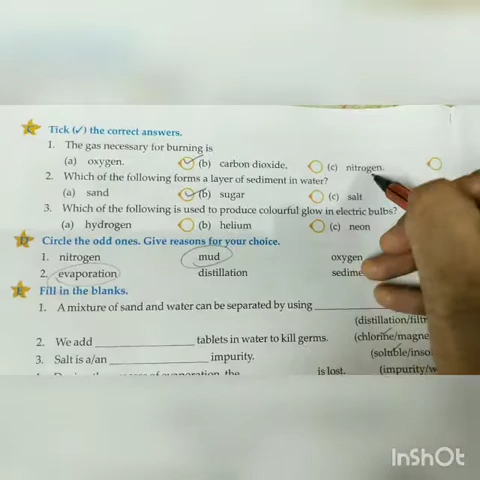 C Tick (✓) the correct answers.
1. The gas necessary for burning is
(a) oxygen. (b) carbon dioxide. (c) nitrogen.
2. Which of the following forms a layer of sediment in water?
(a) sand (b) sugar (c) salt
3. Which of the following is used to produce colourful glow in electric bulbs?
(a) hydrogen (b) helium (c) neon
D Circle the odd ones. Give reasons for your choice.
1. nitrogen mud oxygen
2. evaporation distillation sedime
E Fill in the blanks.
1. A mixture of sand and water can be separated by using
(distillation/filtr
2. We add tablets in water to kill germs. (chlorine/magne
3. Salt is a/an impurity. (soluble/inso
of evaporation, the is lost. (impurity/w
InShOt